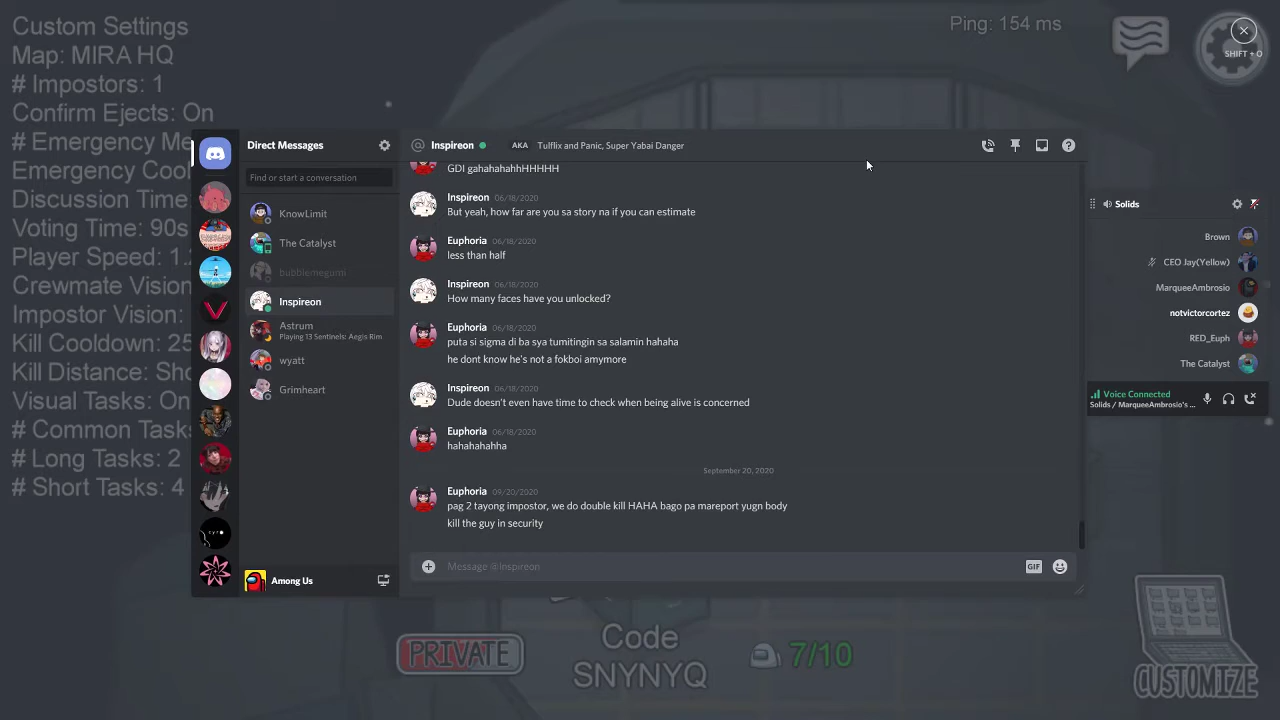 Custom Settings
Map: MIRA HQ
# Impostors: 1
Confirm Ejects: On
# Emergency Me
Emergency Cool
Discussion Time
Voting Time: 90s
Player Speed: 1.2
Crewmate Vision
Impostor Vision:
Kill Cooldown: 25
Kill Distance: Sho
Visual Tasks: On
# Common Task
# Long Tasks: 2
# Short Tasks: 4
Ping: 154 ms
SHIFT + O
Direct Messages
Find or start a conversation
KnowLimit
The Catalyst
bubblemegumi
Inspireon
Astrum
Playing 13 Sentinels: Aegis Rim
wyatt
Grimheart
Among Us
@ Inspireon AKA Tulflix and Panic, Super Yabai Danger
GDI gahahahahHHHHH
Inspireon 06/18/2020
But yeah, how far are you sa story na if you can estimate
Euphoria 06/18/2020
less than half
Inspireon 06/18/2020
How many faces have you unlocked?
Euphoria 06/18/2020
puta si sigma di ba sya tumitingin sa salamin hahaha
he dont know he's not a fokboi amymore
Inspireon 06/18/2020
Dude doesn't even have time to check when being alive is concerned
Euphoria 06/18/2020
hahahahahha
September 20, 2020
Euphoria 09/20/2020
pag 2 tayong impostor, we do double kill HAHA bago pa mareport yugn body
kill the guy in security
Message @Inspireon
GIF
Solids
Brown
CEO Jay(Yellow)
MarqueeAmbrosio
notvictorcortez
RED_Euph
The Catalyst
Voice Connected
Solids / MarqueeAmbrosio's ...
PRIVATE
Code
SNYNYQ
7/10
CUSTOMIZE